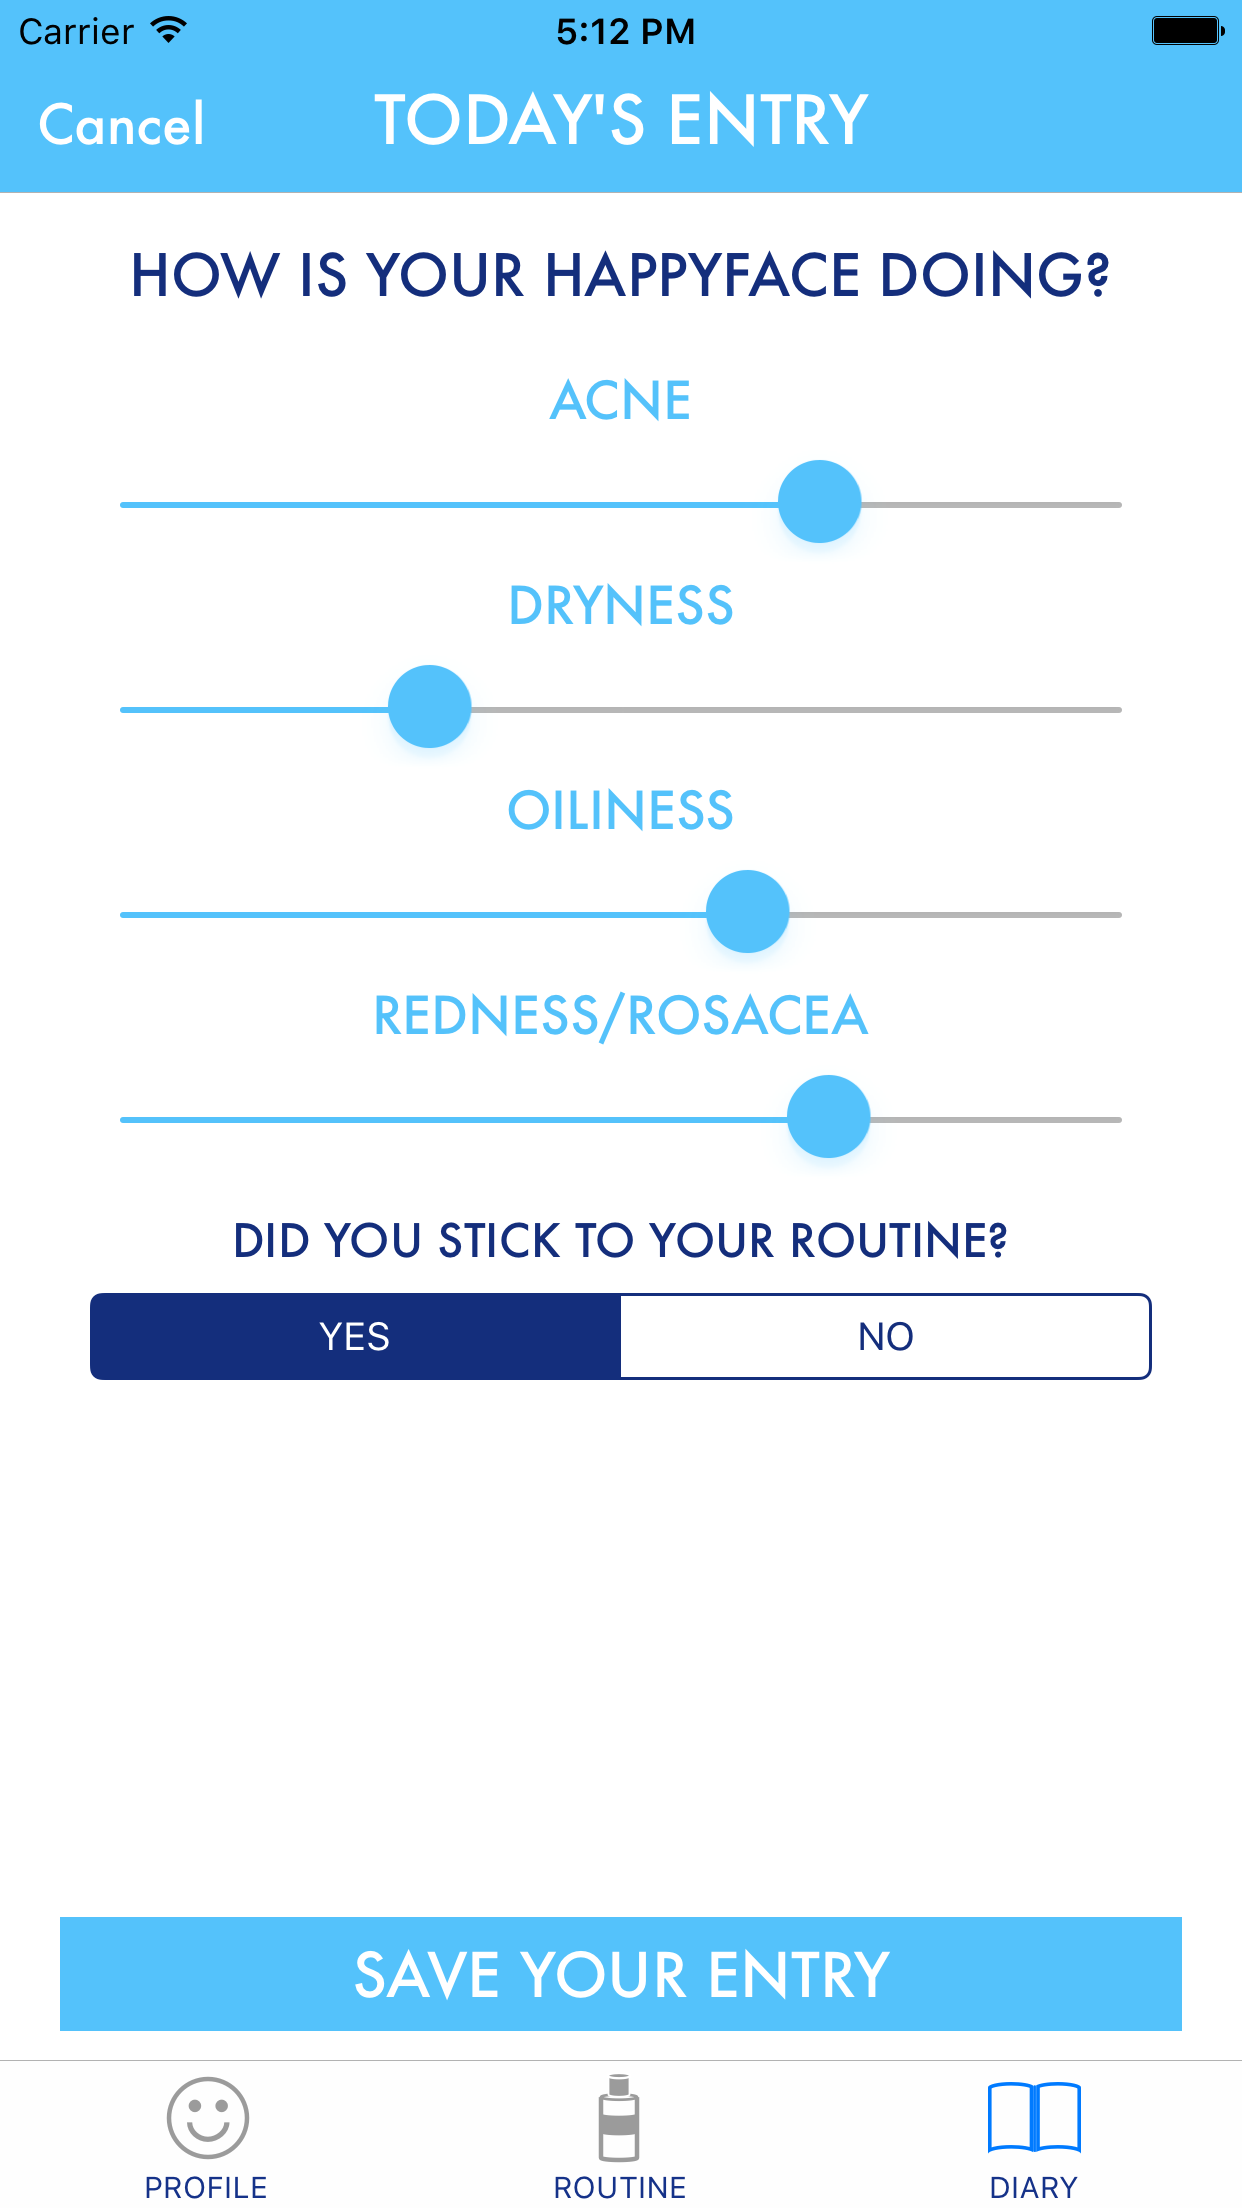 Carrier 5:12 PM
Cancel TODAY'S ENTRY
HOW IS YOUR HAPPYFACE DOING?
ACNE
DRYNESS
OILINESS
REDNESS/ROSACEA
DID YOU STICK TO YOUR ROUTINE?
YES NO
SAVE YOUR ENTRY
PROFILE ROUTINE DIARY